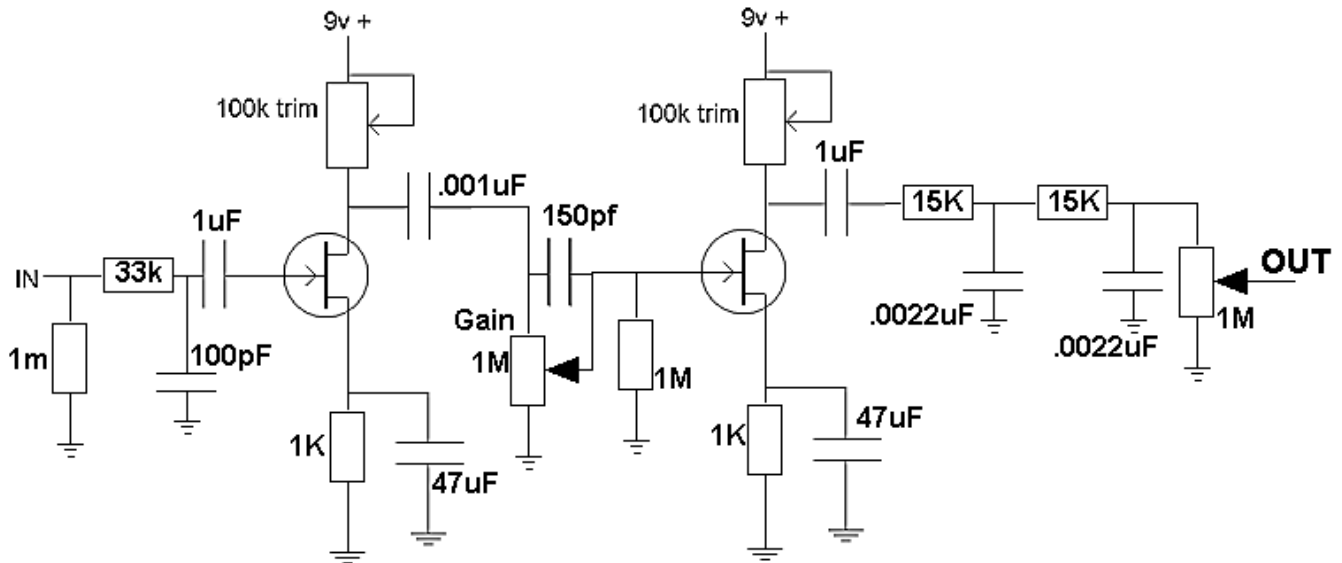 9v +
9v +
100k trim
100k trim
1uF
.001uF
150pf
1uF
15K
15K
IN
33k
OUT
Gain
1M
1m
100pF
1M
.0022uF
.0022uF
1M
1K
47uF
1K
47uF